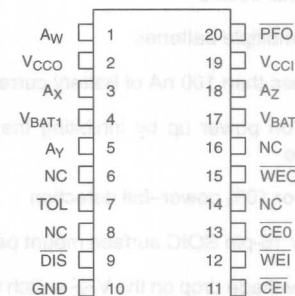 AW 1 20 PFO
VCCO 2 19 VCCI
AX 3 18 AZ
VBAT1 4 17 VBAT
AY 5 16 NC
NC 6 15 WEO
TOL 7 14 NC
NC 8 13 CE0
DIS 9 12 WEI
GND 10 11 CEI